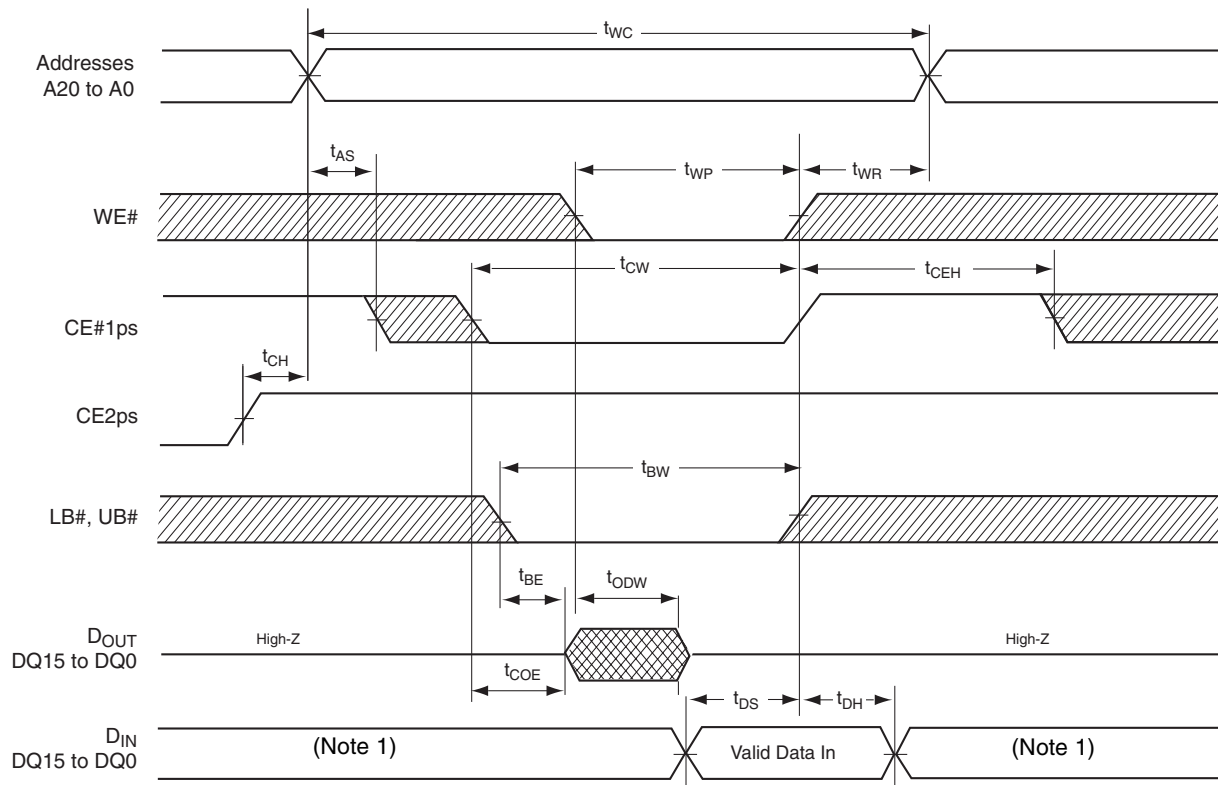 tWC
Addresses
A20 to A0
tAS
tWP
tWR
WE#
tCW
tCEH
CE#1ps
tCH
CE2ps
tBW
LB#, UB#
tBE
tODW
DOUT
DQ15 to DQ0
High-Z
High-Z
tCOE
tDS
tDH
DIN
DQ15 to DQ0
(Note 1)
Valid Data In
(Note 1)